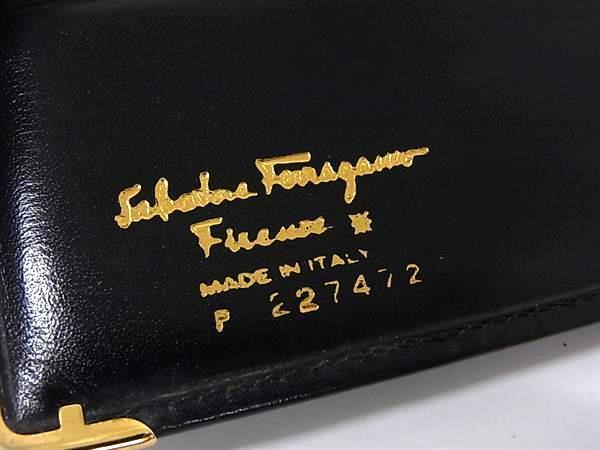 Salvatore Ferragamo
Firenze
MADE IN ITALY
P 227472